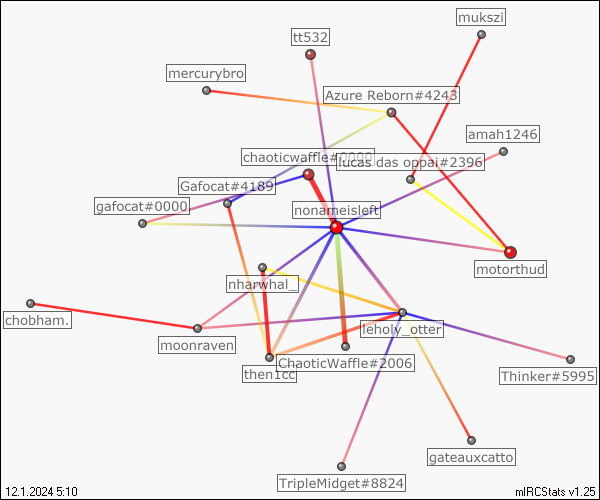 mukszi
tt532
mercurybro
Azure Reborn#4243
amah1246
chaoticwaffle#0000
lucas das oppai#2396
Gafocat#4189
gafocat#0000
nonameisleft
motorthud
nharwhal_
chobham.
leholy_otter
moonraven
ChaoticWaffle#2006
then1cc
Thinker#5995
gateauxcatto
TripleMidget#8824
12.1.2024 5:10
mIRCStats v1.25